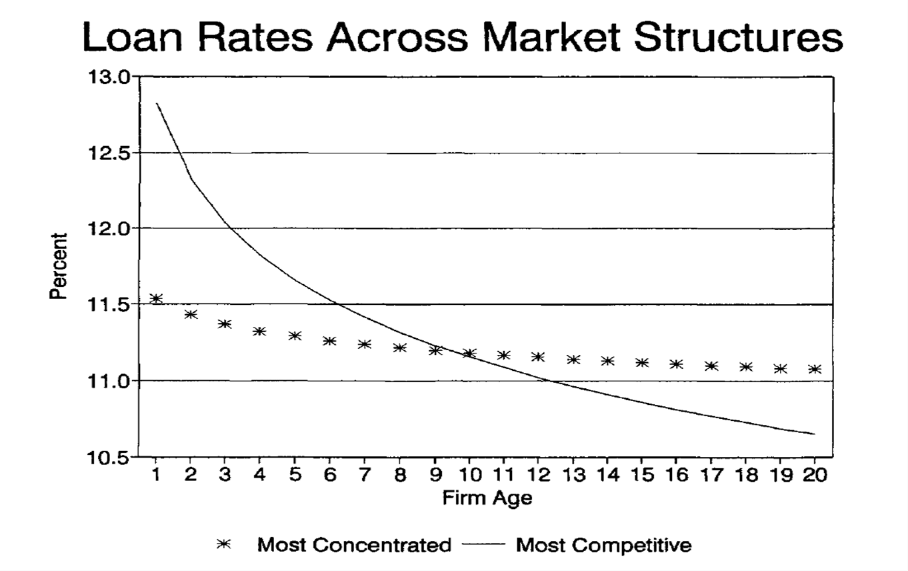 Loan Rates Across Market Structures
13.0
12.5
12.0
11.5
11.0
10.5
Percent
1 2 3 4 5 6 7 8 9 10 11 12 13 14 15 16 17 18 19 20
Firm Age
Most Concentrated Most Competitive